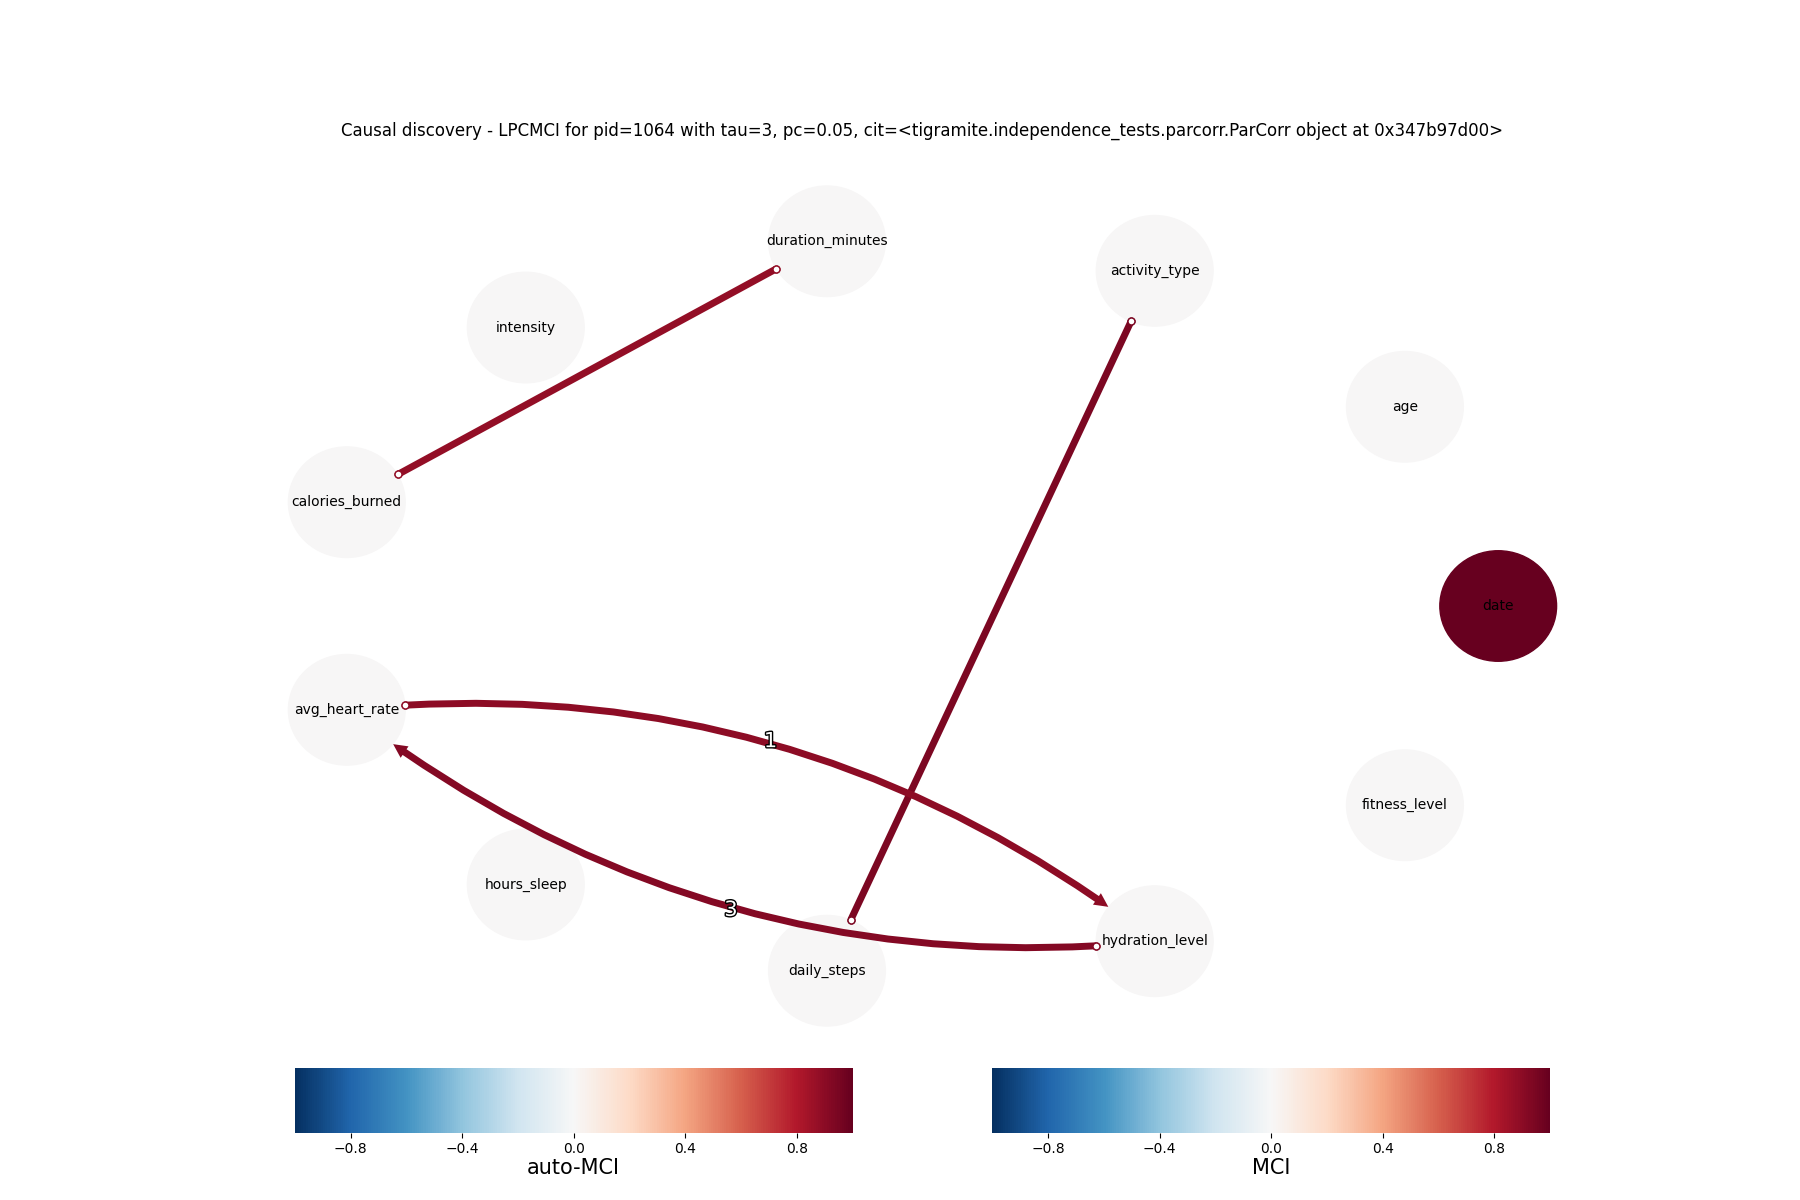 Causal discovery - LPCMCI for pid=1064 with tau=3, pc=0.05, cit=<tigramite.independence_tests.parcorr.ParCorr object at 0x347b97d00>
duration_minutes
activity_type
intensity
age
calories_burned
date
avg_heart_rate
1
fitness_level
hours_sleep
3
hydration_level
daily_steps
−0.8 −0.4 0.0 0.4 0.8
auto-MCI
−0.8 −0.4 0.0 0.4 0.8
MCI